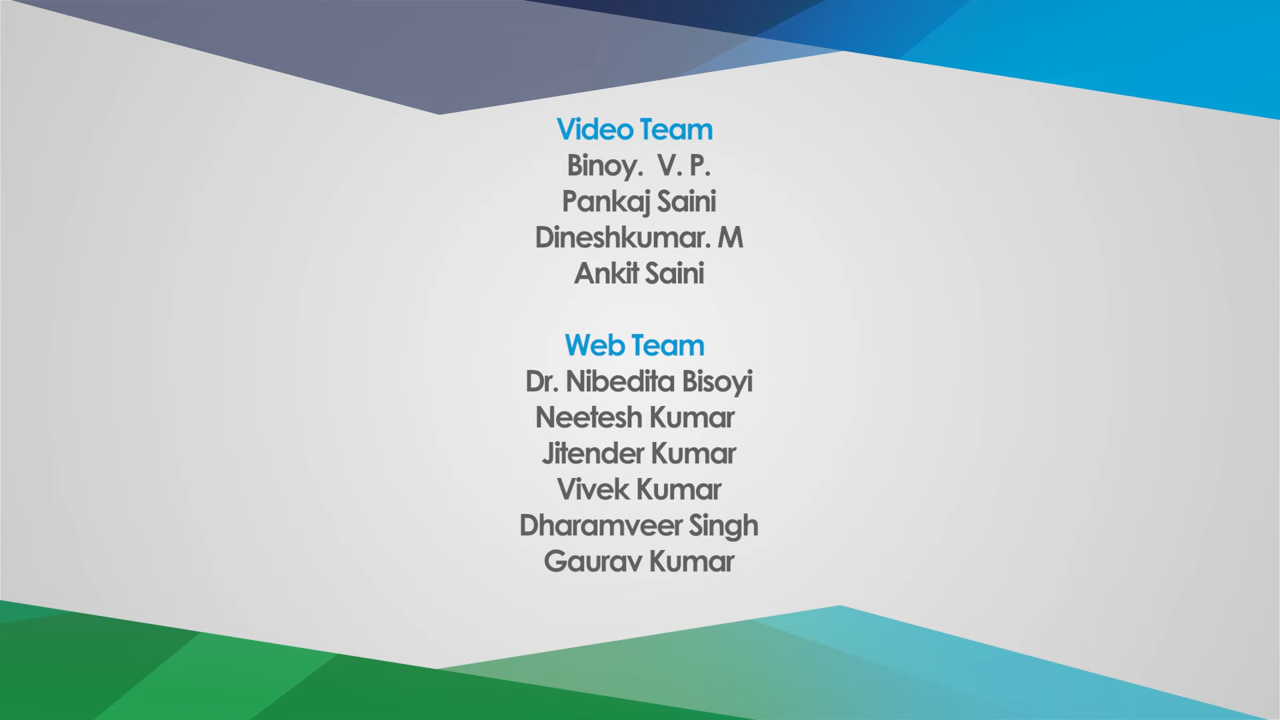 Video Team
Binoy.  V. P.
Pankaj Saini
Dineshkumar. M
Ankit Saini
Web Team
Dr. Nibedita Bisoyi
Neetesh Kumar
Jitender Kumar
Vivek Kumar
Dharamveer Singh
Gaurav Kumar